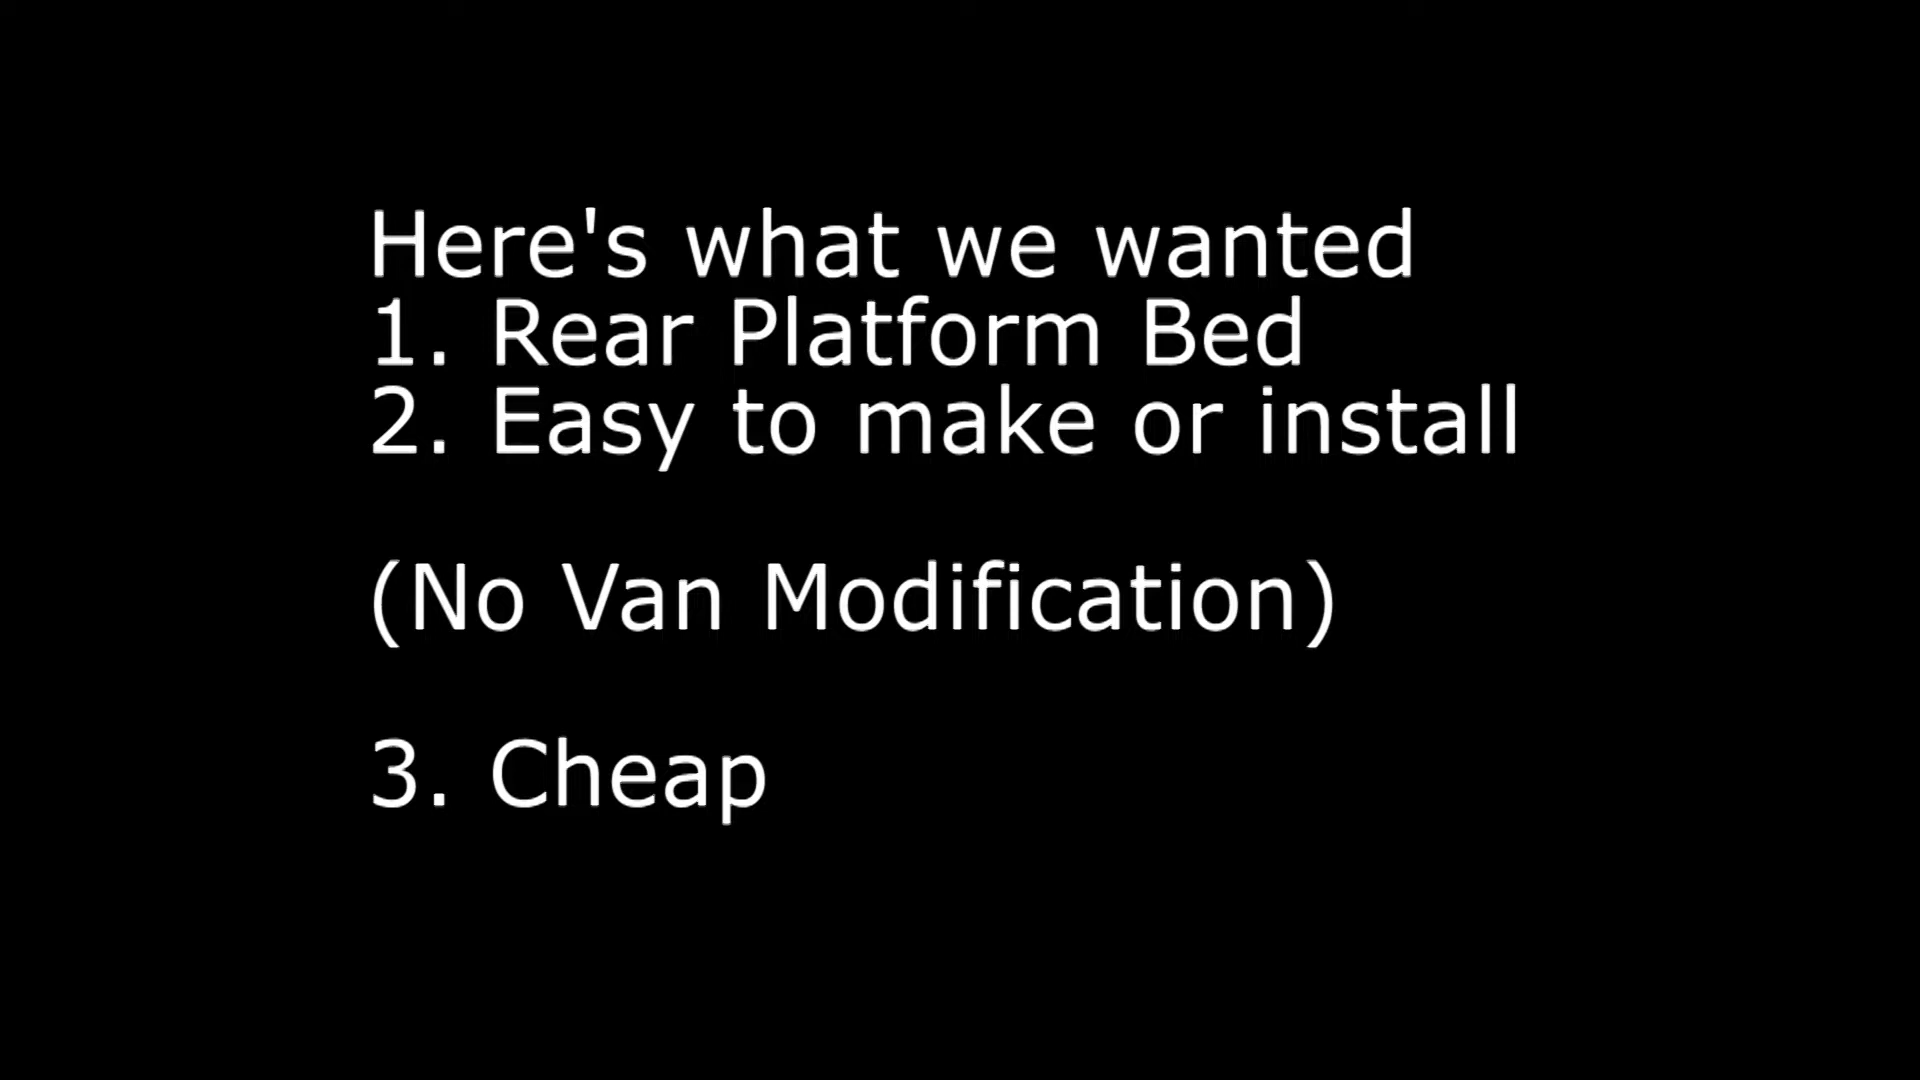 Here's what we wanted
1. Rear Platform Bed
2. Easy to make or install
(No Van Modification)
3. Cheap